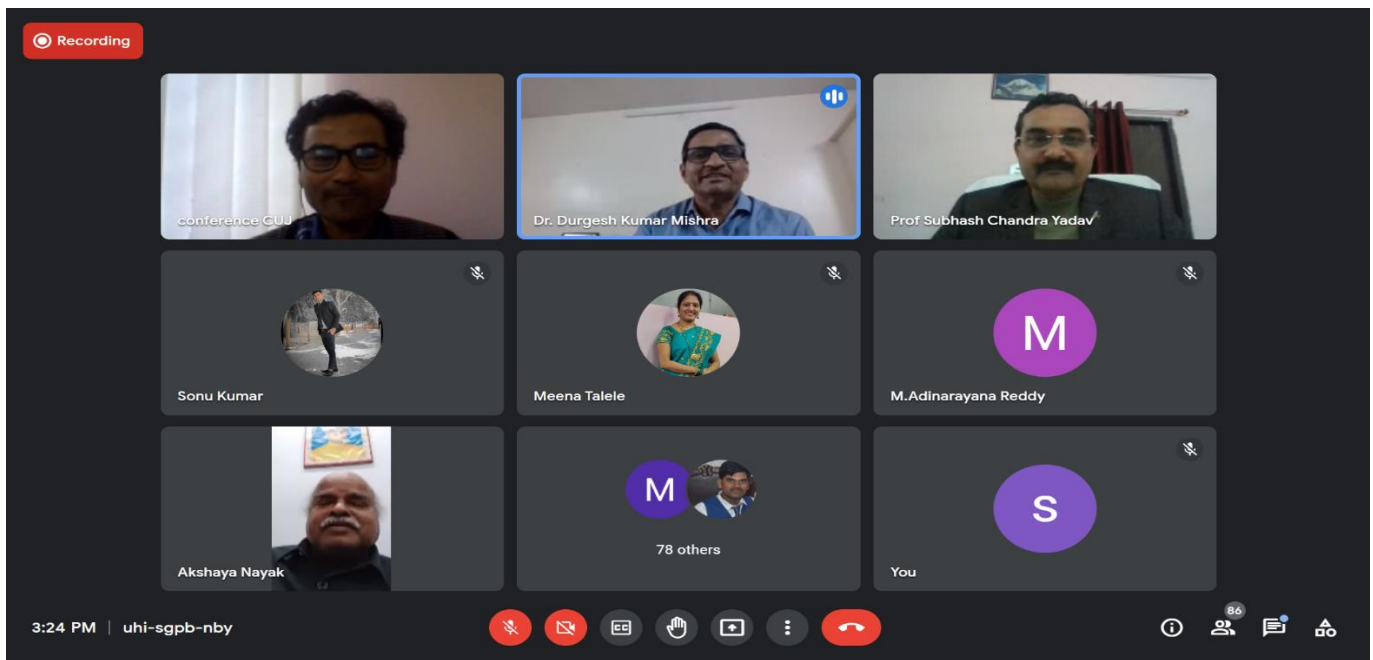 Recording
conference CUJ
Dr. Durgesh Kumar Mishra
Prof Subhash Chandra Yadav
Sonu Kumar
Meena Talele
M
M.Adinarayana Reddy
Akshaya Nayak
M
78 others
S
You
3:24 PM | uhi-sgpb-nby
CC
86